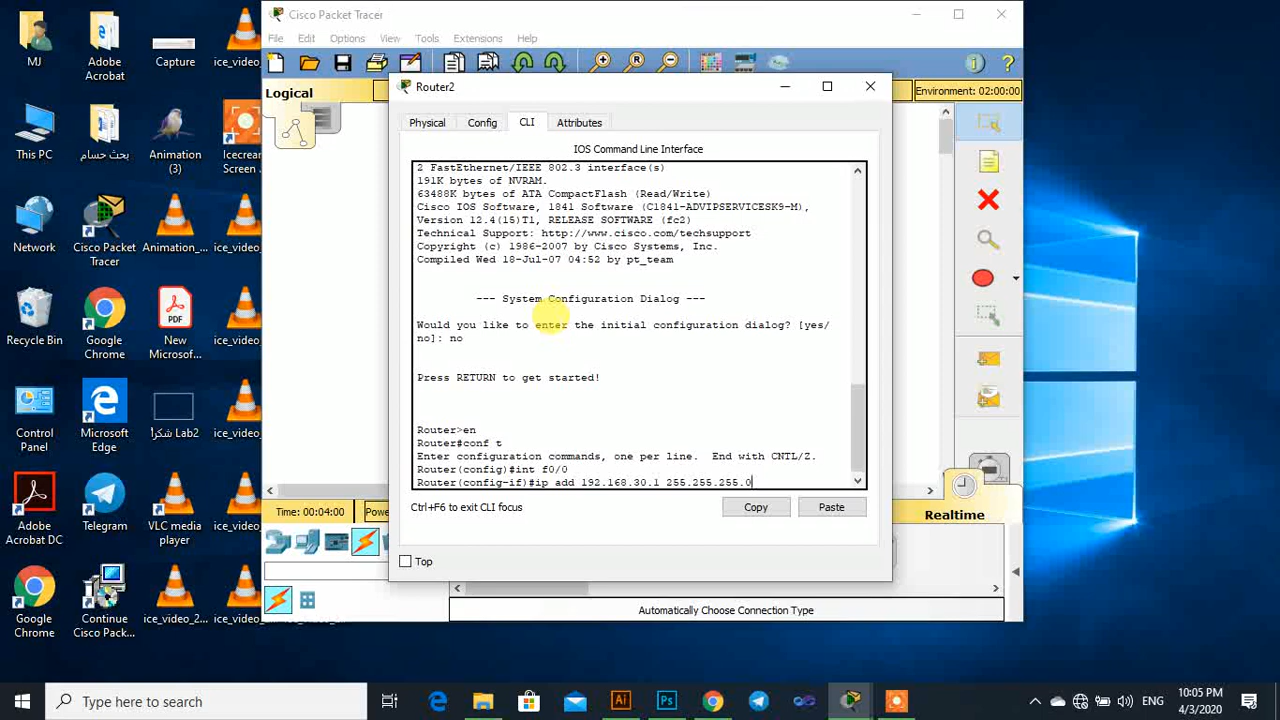 MJ
Adobe
Acrobat
Capture
ice_video_
This PC
بحث حسام
Animation
(3)
Icecrean
Screen
Network
Cisco Packet
Tracer
Animation_...
ice_video_
Recycle Bin
Google
Chrome
New
Microsof...
ice_video_
Control
Panel
Microsoft
Edge
Lab2 شكرآ
ice_video_
Adobe
Acrobat DC
Telegram
VLC media
player
ice_video_
Google
Chrome
Continue
Cisco Pack...
ice_video_2...
ice_vid
Cisco Packet Tracer
File Edit Options View Tools Extensions Help
Logical
Environment: 02:00:00
Router2
Physical Config CLI Attributes
IOS Command Line Interface
2 FastEthernet/IEEE 802.3 interface(s)
191K bytes of NVRAM.
63488K bytes of ATA CompactFlash (Read/Write)
Cisco IOS Software, 1841 Software (C1841-ADVIPSERVICESK9-M),
Version 12.4(15)T1, RELEASE SOFTWARE (fc2)
Technical Support: http://www.cisco.com/techsupport
Copyright (c) 1986-2007 by Cisco Systems, Inc.
Compiled Wed 18-Jul-07 04:52 by pt_team
--- System Configuration Dialog ---
Would you like to enter the initial configuration dialog? [yes/
no]: no
Press RETURN to get started!
Router>en
Router#conf t
Enter configuration commands, one per line. End with CNTL/Z.
Router(config)#int f0/0
Router(config-if)#ip add 192.168.30.1 255.255.255.0
Ctrl+F6 to exit CLI focus
Copy Paste
Top
Time: 00:04:00
Powe
Realtime
Automatically Choose Connection Type
Type here to search
ENG
10:05 PM
4/3/2020